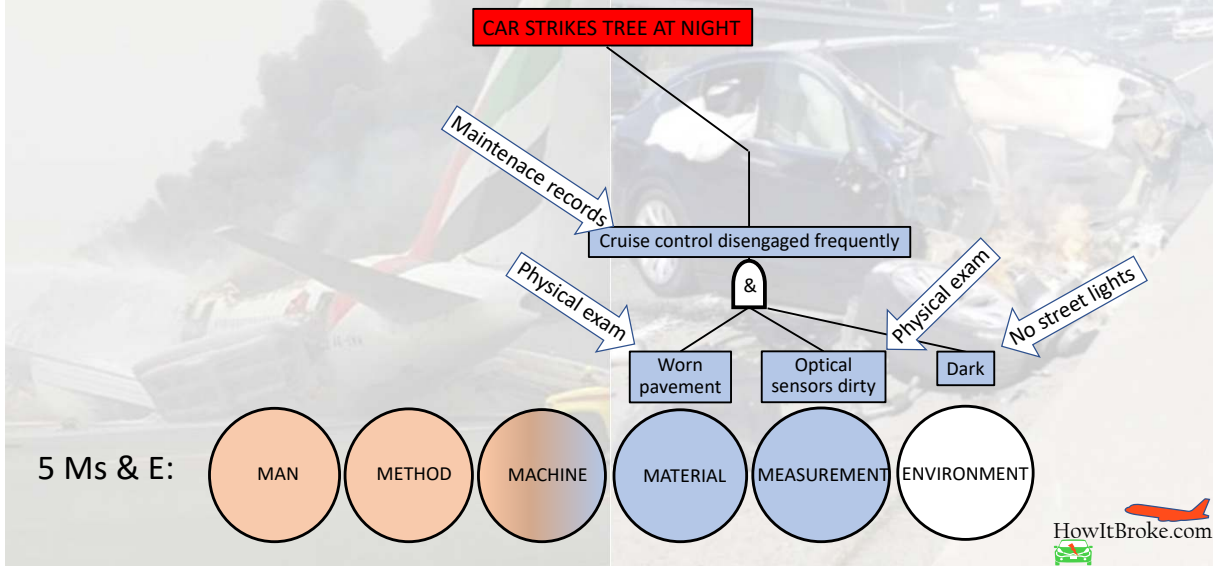 CAR STRIKES TREE AT NIGHT
Maintenace records
Cruise control disengaged frequently
&
Physical exam
Physical exam
No street lights
Worn
pavement
Optical
sensors dirty
Dark
5 Ms & E:
MAN
METHOD
MACHINE
MATERIAL
MEASUREMENT
ENVIRONMENT
HowItBroke.com